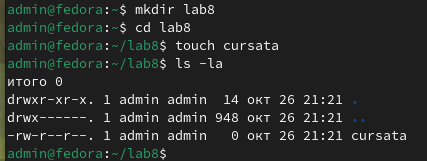 admin@fedora:~$ mkdir lab8
admin@fedora:~$ cd lab8
admin@fedora:~/lab8$ touch cursata
admin@fedora:~/lab8$ ls -la
итого 0
drwxr-xr-x. 1 admin admin  14 окт 26 21:21 .
drwx------. 1 admin admin 948 окт 26 21:21 ..
-rw-r--r--. 1 admin admin   0 окт 26 21:21 cursata
admin@fedora:~/lab8$